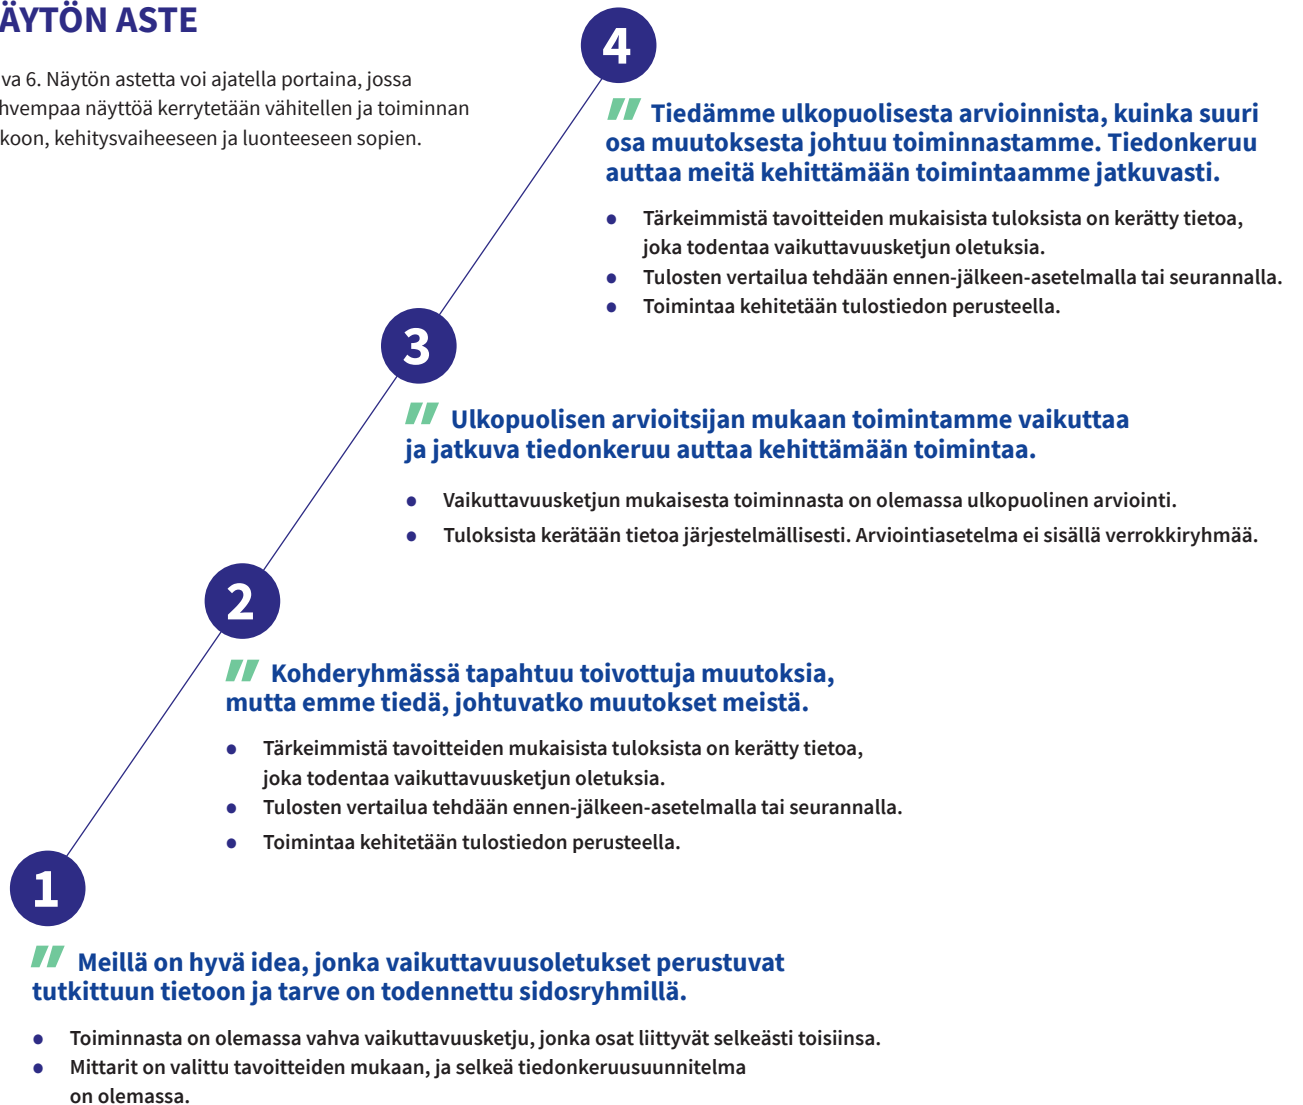 ÄYTÖN ASTE
va 6. Näytön astetta voi ajatella portaina, jossa
hvempaa näyttöä kerrytetään vähitellen ja toiminnan
koon, kehitysvaiheeseen ja luonteeseen sopien.
4
Tiedämme ulkopuolisesta arvioinnista, kuinka suuri
osa muutoksesta johtuu toiminnastamme. Tiedonkeruu
auttaa meitä kehittämään toimintaamme jatkuvasti.
• Tärkeimmistä tavoitteiden mukaisista tuloksista on kerätty tietoa,
joka todentaa vaikuttavuusketjun oletuksia.
• Tulosten vertailua tehdään ennen-jälkeen-asetelmalla tai seurannalla.
• Toimintaa kehitetään tulostiedon perusteella.
3
Ulkopuolisen arvioitsijan mukaan toimintamme vaikuttaa
ja jatkuva tiedonkeruu auttaa kehittämään toimintaa.
• Vaikuttavuusketjun mukaisesta toiminnasta on olemassa ulkopuolinen arviointi.
• Tuloksista kerätään tietoa järjestelmällisesti. Arviointiasetelma ei sisällä verrokkiryhmää.
2
Kohderyhmässä tapahtuu toivottuja muutoksia,
mutta emme tiedä, johtuvatko muutokset meistä.
• Tärkeimmistä tavoitteiden mukaisista tuloksista on kerätty tietoa,
joka todentaa vaikuttavuusketjun oletuksia.
• Tulosten vertailua tehdään ennen-jälkeen-asetelmalla tai seurannalla.
• Toimintaa kehitetään tulostiedon perusteella.
1
Meillä on hyvä idea, jonka vaikuttavuusoletukset perustuvat
tutkittuun tietoon ja tarve on todennettu sidosryhmillä.
• Toiminnasta on olemassa vahva vaikuttavuusketju, jonka osat liittyvät selkeästi toisiinsa.
• Mittarit on valittu tavoitteiden mukaan, ja selkeä tiedonkeruusuunnitelma
on olemassa.